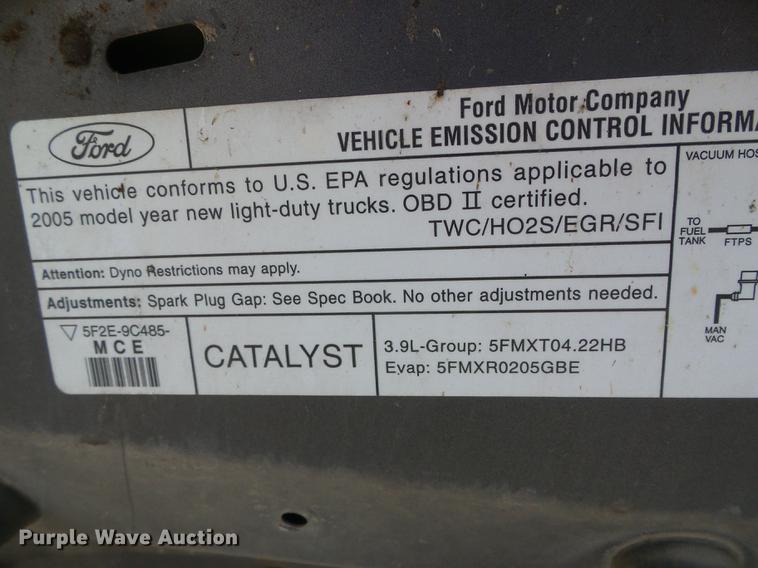 Ford
Ford Motor Company
VEHICLE EMISSION CONTROL
This vehicle conforms to U.S. EPA regulations applicable to
2005 model year new light-duty trucks. OBD II certified.
TWC/HO2S/EGR/SFI
Attention: Dyno Restrictions may apply.
Adjustments: Spark Plug Gap: See Spec Book. No other adjustments needed.
5F2E-9C485-
MCE
CATALYST
3.9L-Group: 5FMXT04.22HB
Evap: 5FMXR0205GBE
VACUUM
TO
FUEL
TANK
FTPS
MAN
VAC
Purple Wave Auction